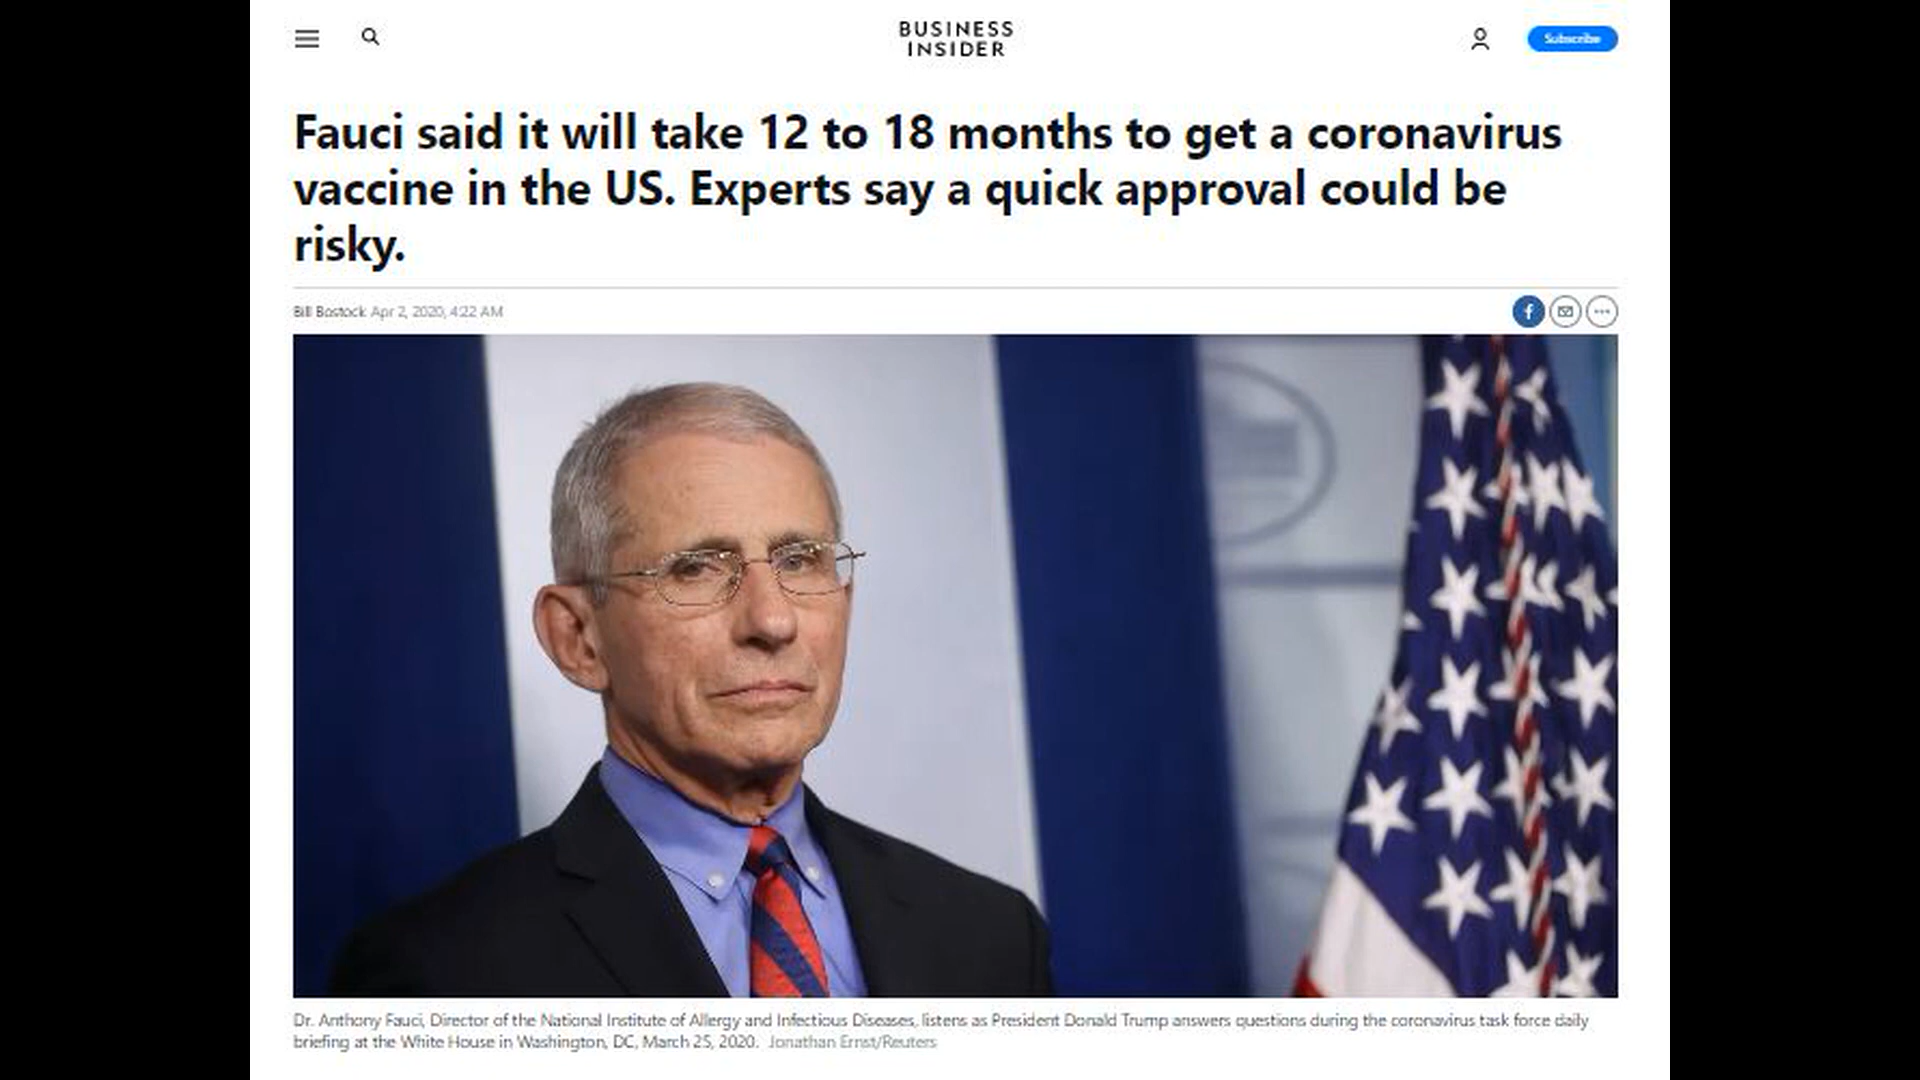 BUSINESS
INSIDER
Subscribe
Fauci said it will take 12 to 18 months to get a coronavirus
vaccine in the US. Experts say a quick approval could be
risky.
Bill Bostock Apr 2, 2020, 4:22 AM
Dr. Anthony Fauci, Director of the National Institute of Allergy and Infectious Diseases, listens as President Donald Trump answers questions during the coronavirus task force daily
briefing at the White House in Washington, DC, March 25, 2020. Jonathan Ernst/Reuters